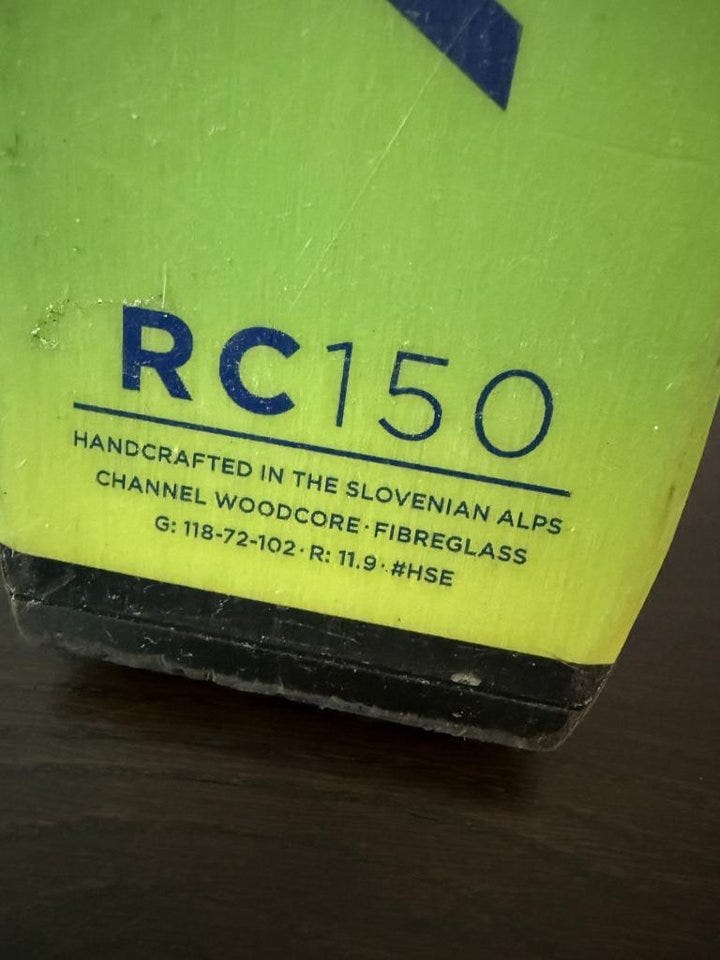 RC150
HANDCRAFTED IN THE SLOVENIAN ALPS
CHANNEL WOODCORE·FIBREGLASS
G: 118-72-102·R: 11.9·#HSE